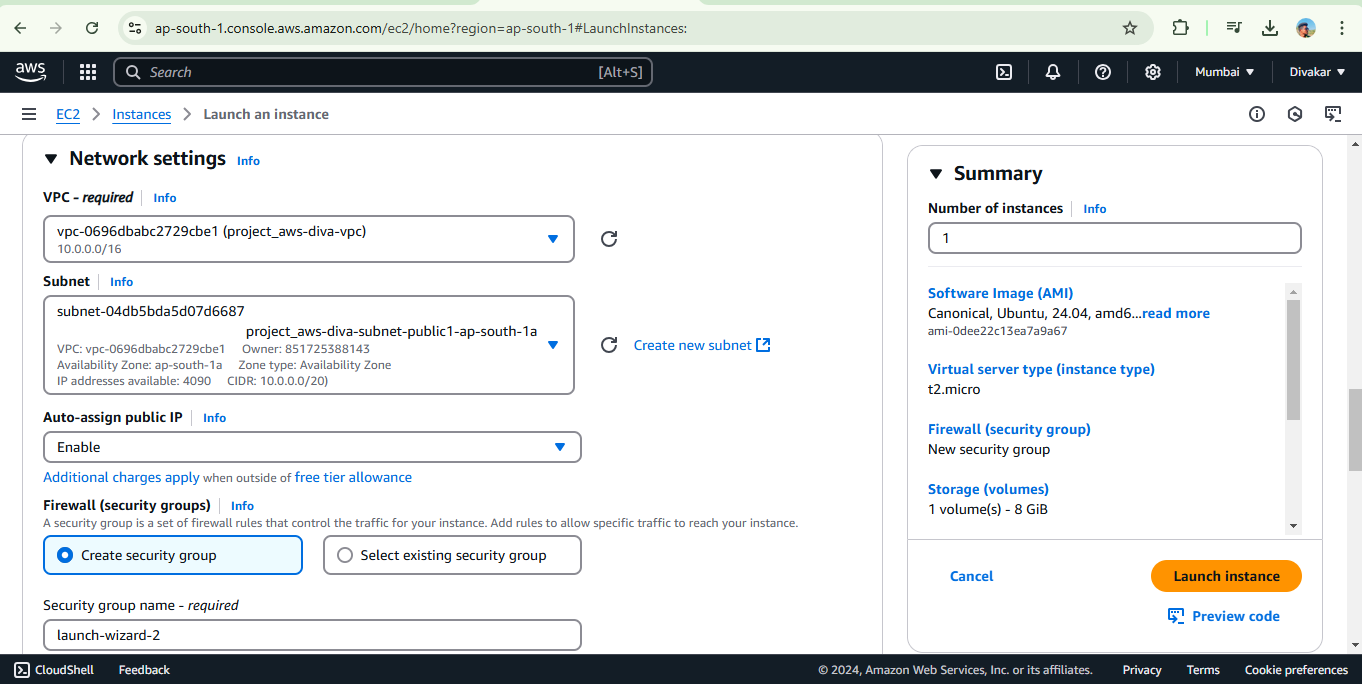 ap-south-1.console.aws.amazon.com/ec2/home?region=ap-south-1#LaunchInstances:
aws
Search [Alt+S]
Mumbai
Divakar
EC2 Instances Launch an instance
Network settings Info
VPC - required Info
vpc-0696dbabc2729cbe1 (project_aws-diva-vpc)
10.0.0.0/16
Subnet Info
subnet-04db5bda5d07d6687
project_aws-diva-subnet-public1-ap-south-1a
VPC: vpc-0696dbabc2729cbe1 Owner: 851725388143
Availability Zone: ap-south-1a Zone type: Availability Zone
IP addresses available: 4090 CIDR: 10.0.0.0/20)
Create new subnet
Auto-assign public IP Info
Enable
Additional charges apply when outside of free tier allowance
Firewall (security groups) Info
A security group is a set of firewall rules that control the traffic for your instance. Add rules to allow specific traffic to reach your instance.
Create security group
Select existing security group
Security group name - required
launch-wizard-2
Summary
Number of instances Info
1
Software Image (AMI)
Canonical, Ubuntu, 24.04, amd6...read more
ami-0dee22c13ea7a9a67
Virtual server type (instance type)
t2.micro
Firewall (security group)
New security group
Storage (volumes)
1 volume(s) - 8 GiB
Cancel
Launch instance
Preview code
CloudShell Feedback
© 2024, Amazon Web Services, Inc. or its affiliates. Privacy Terms Cookie preferences